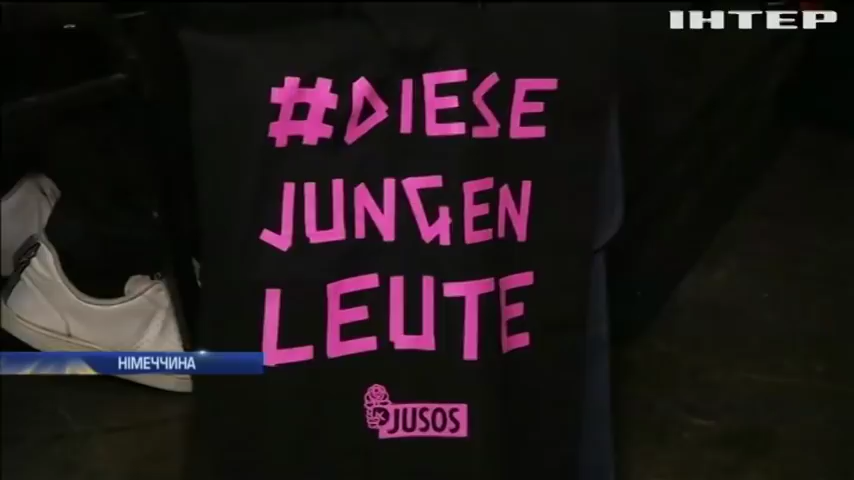 ІНТЕР
#DIESE
JUNGEN
LEUTE
НІМЕЧЧИНА
JUSOS